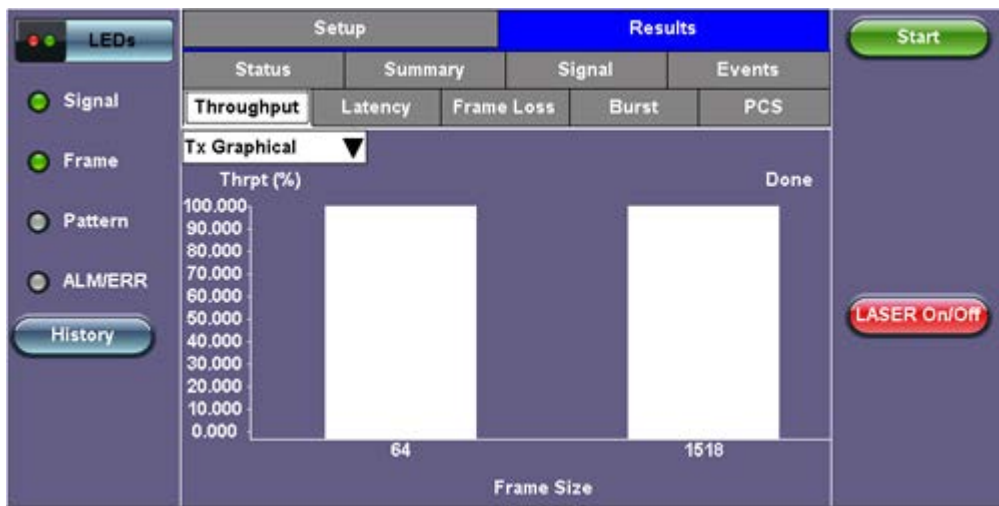 LEDs
Signal
Frame
Pattern
ALM/ERR
History
Setup
Results
Status
Summary
Signal
Events
Throughput
Latency
Frame Loss
Burst
PCS
Tx Graphical
Thrpt (%)
Done
100.000
90.000
80.000
70.000
60.000
50.000
40.000
30.000
20.000
10.000
0.000
64
1518
Frame Size
Start
LASER On/Off